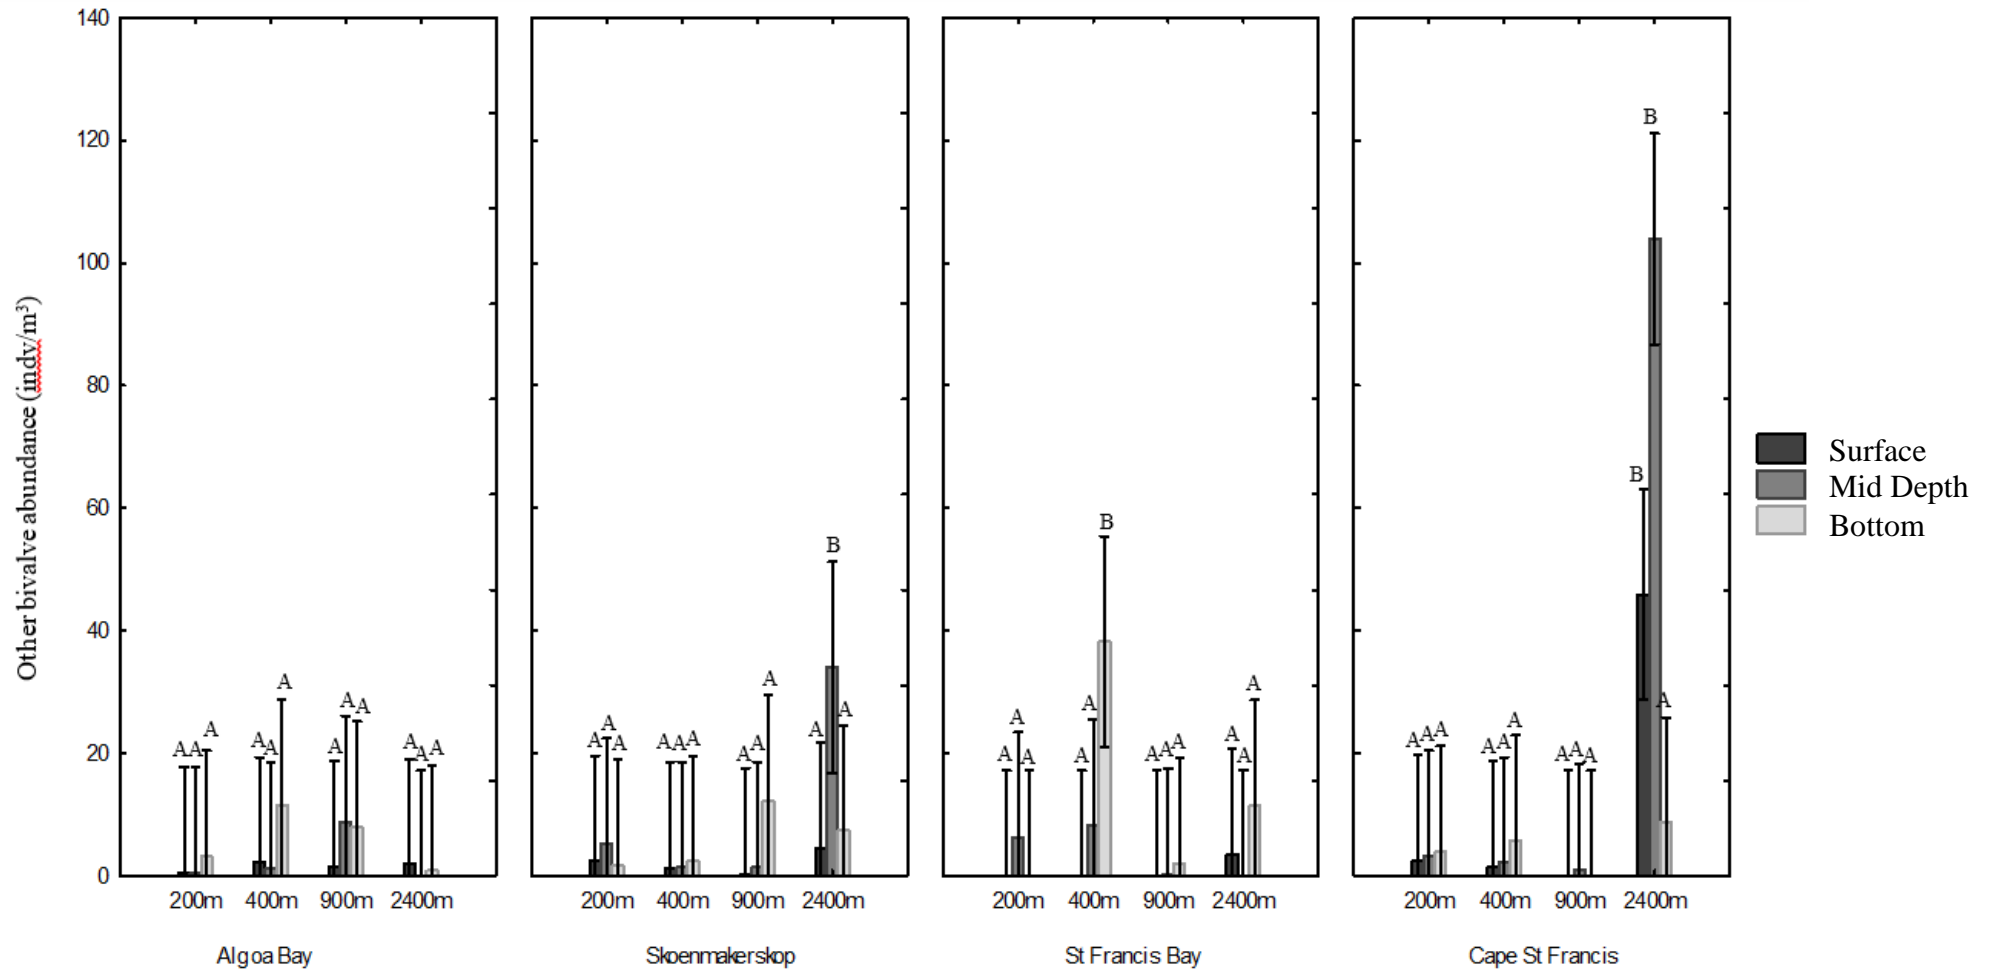 Other bivalve abundance (indv/m³)
140
120
100
80
60
40
20
0
A A A
A A A
A A A
A A A
A A A
A A A
A A A
A B A
A A A
A A B
A A A
A A A
A A A
A A A
A A A
B B A
200m 400m 900m 2400m
200m 400m 900m 2400m
200m 400m 900m 2400m
200m 400m 900m 2400m
Algoa Bay
Skoenmakerskop
St Francis Bay
Cape St Francis
Surface
Mid Depth
Bottom